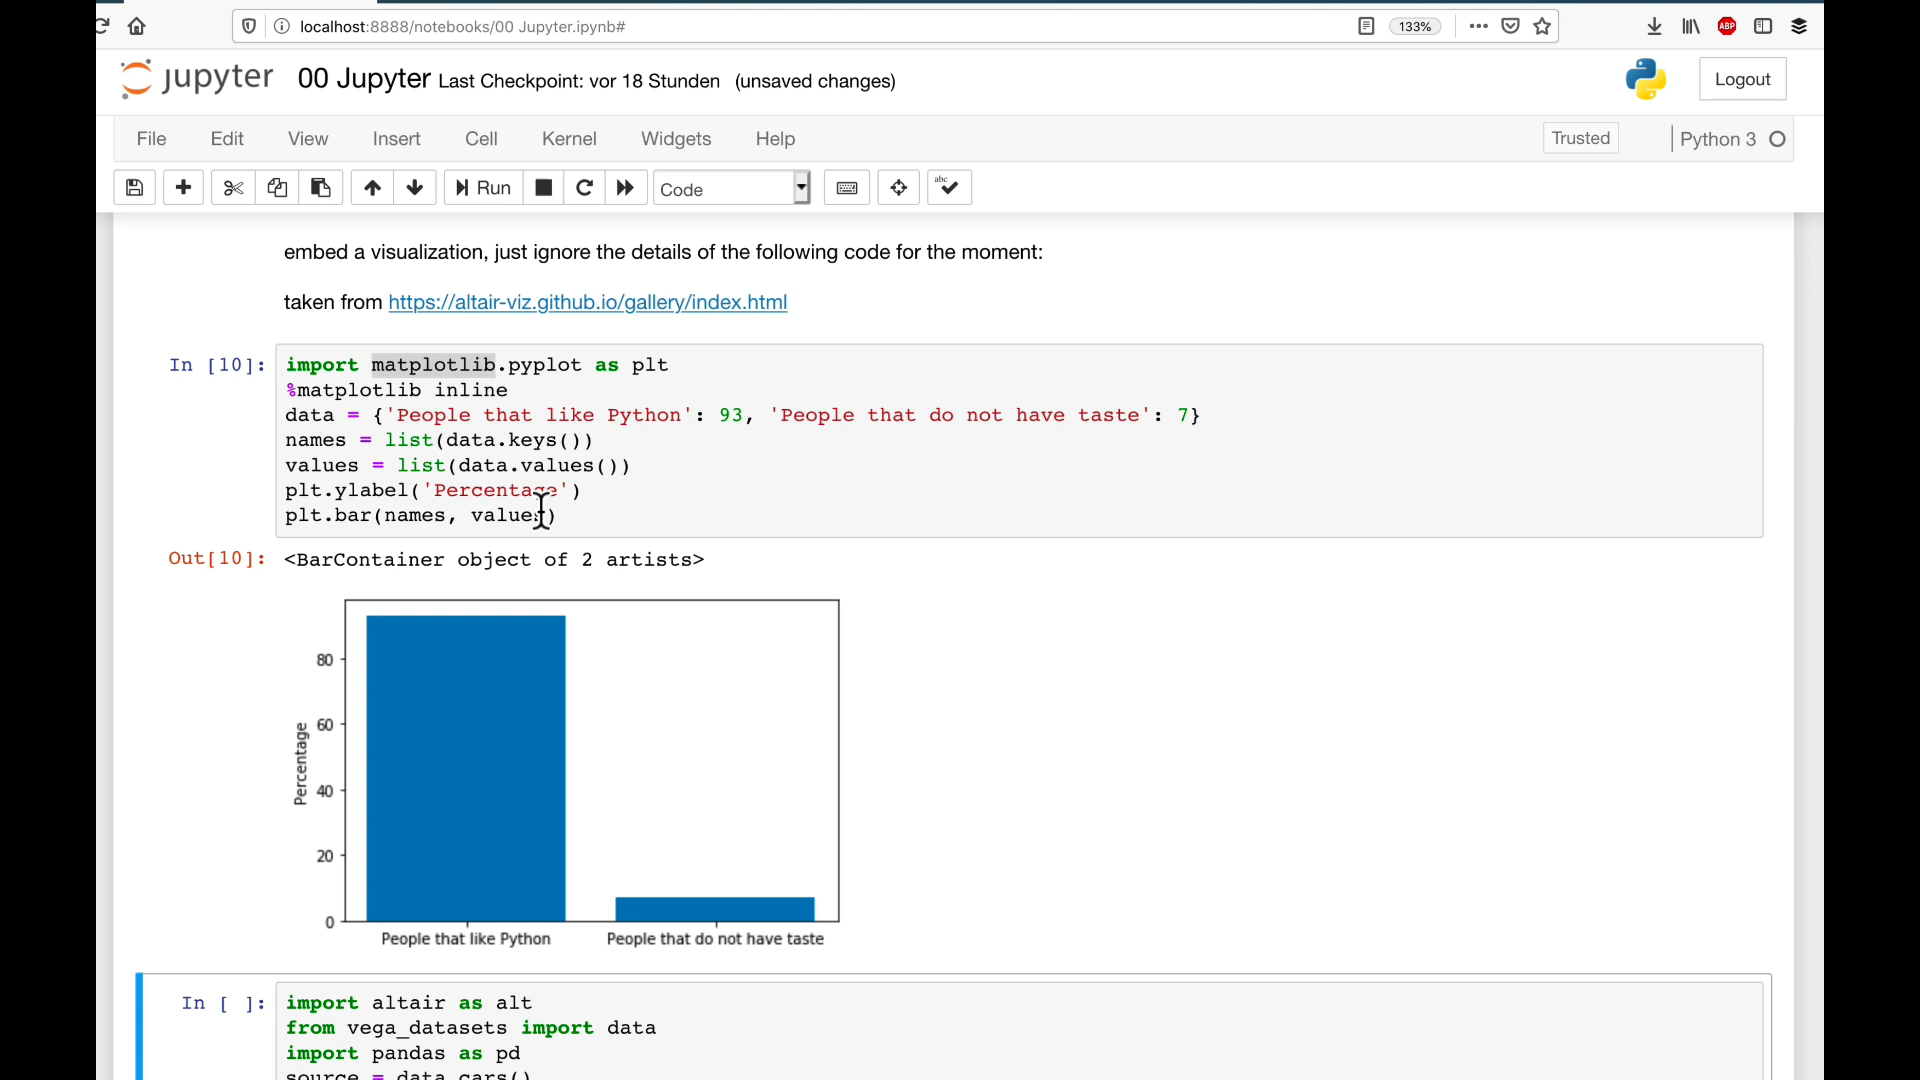 localhost:8888/notebooks/00 Jupyter.ipynb#
133%
ABP
jupyter 00 Jupyter Last Checkpoint: vor 18 Stunden (unsaved changes)
Logout
File Edit View Insert Cell Kernel Widgets Help
Trusted
Python 3
Run
Code
abc
embed a visualization, just ignore the details of the following code for the moment:
taken from https://altair-viz.github.io/gallery/index.html
In [10]: import matplotlib.pyplot as plt
%matplotlib inline
data = {'People that like Python': 93, 'People that do not have taste': 7}
names = list(data.keys())
values = list(data.values())
plt.ylabel('Percentage')
plt.bar(names, values)
Out[10]: <BarContainer object of 2 artists>
80
60
Percentage
40
20
0
People that like Python People that do not have taste
In [ ]: import altair as alt
from vega_datasets import data
import pandas as pd
source = data.cars()